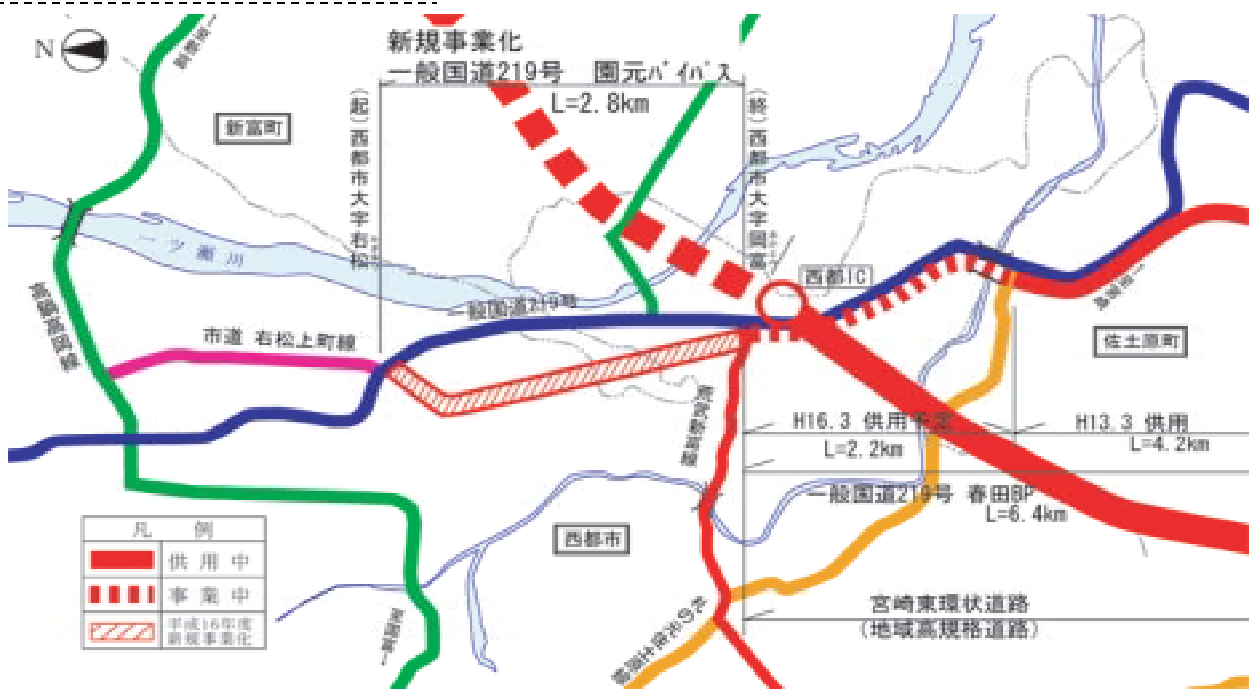 N
新規事業化
一般国道219号 園元バイパス
L=2.8km
(起)西都市大字右松
(終)西都市大字岡富
新富町
一ツ瀬川
一般国道219号
西都IC
市道 右松上町線
佐土原町
H16.3 供用予定
L=2.2km
H13.3 供用
L=4.2km
一般国道219号 春田BP
L=6.4km
西都市
宮崎東環状道路
(地域高規格道路)
凡例
供用中
事業中
平成16年度
新規事業化